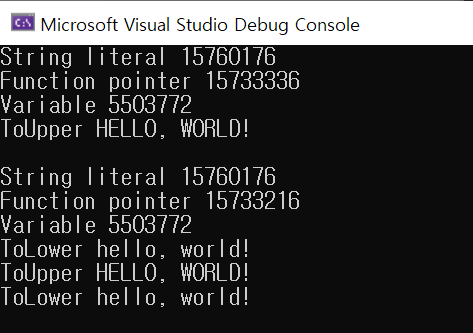 C:\ Microsoft Visual Studio Debug Console
String literal 15760176
Function pointer 15733336
Variable 5503772
ToUpper HELLO, WORLD!
String literal 15760176
Function pointer 15733216
Variable 5503772
ToLower hello, world!
ToUpper HELLO, WORLD!
ToLower hello, world!